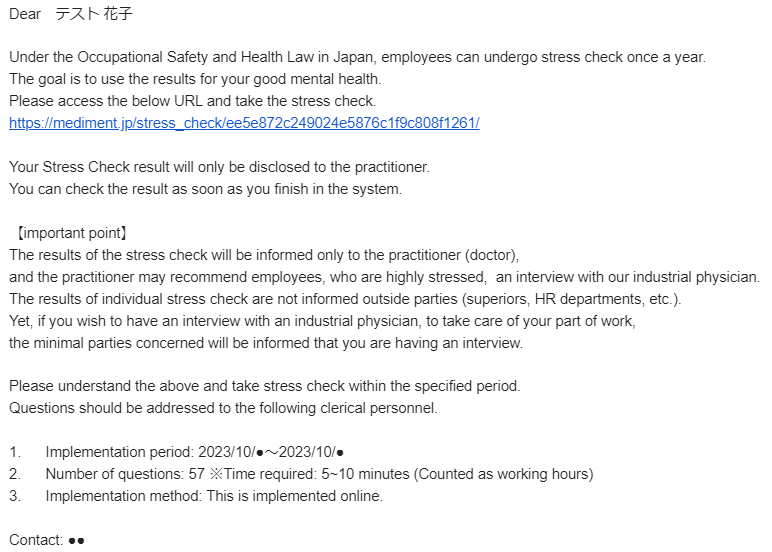 Dear　テスト 花子
Under the Occupational Safety and Health Law in Japan, employees can undergo stress check once a year.
The goal is to use the results for your good mental health.
Please access the below URL and take the stress check.
https://mediment.jp/stress_check/ee5e872c249024e5876c1f9c808f1261/
Your Stress Check result will only be disclosed to the practitioner.
You can check the result as soon as you finish in the system.
【important point】
The results of the stress check will be informed only to the practitioner (doctor),
and the practitioner may recommend employees, who are highly stressed,  an interview with our industrial physician.
The results of individual stress check are not informed outside parties (superiors, HR departments, etc.).
Yet, if you wish to have an interview with an industrial physician, to take care of your part of work,
the minimal parties concerned will be informed that you are having an interview.
Please understand the above and take stress check within the specified period.
Questions should be addressed to the following clerical personnel.
1.　Implementation period: 2023/10/●～2023/10/●
2.　Number of questions: 57 ※Time required: 5~10 minutes (Counted as working hours)
3.　Implementation method: This is implemented online.
Contact: ●●